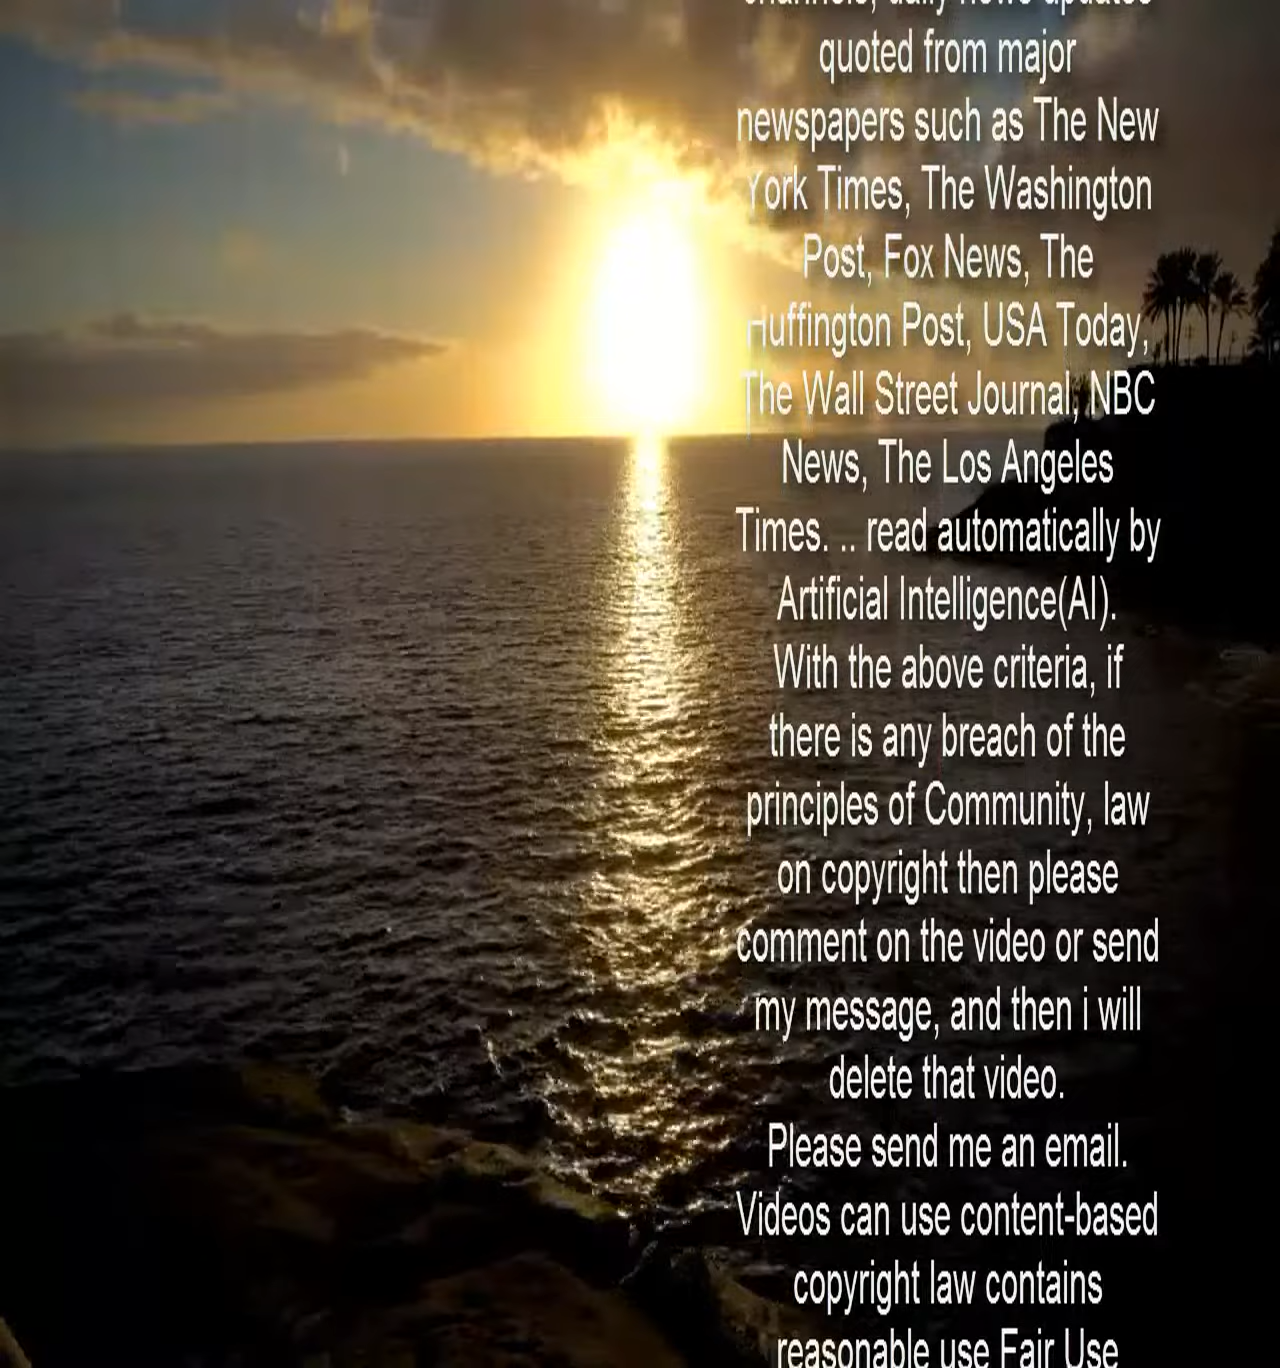 channels, daily news updates
quoted from major
newspapers such as The New
York Times, The Washington
Post, Fox News, The
Huffington Post, USA Today,
The Wall Street Journal, NBC
News, The Los Angeles
Times. .. read automatically by
Artificial Intelligence(AI).
With the above criteria, if
there is any breach of the
principles of Community, law
on copyright then please
comment on the video or send
my message, and then i will
delete that video.
Please send me an email.
Videos can use content-based
copyright law contains
reasonable use Fair Use